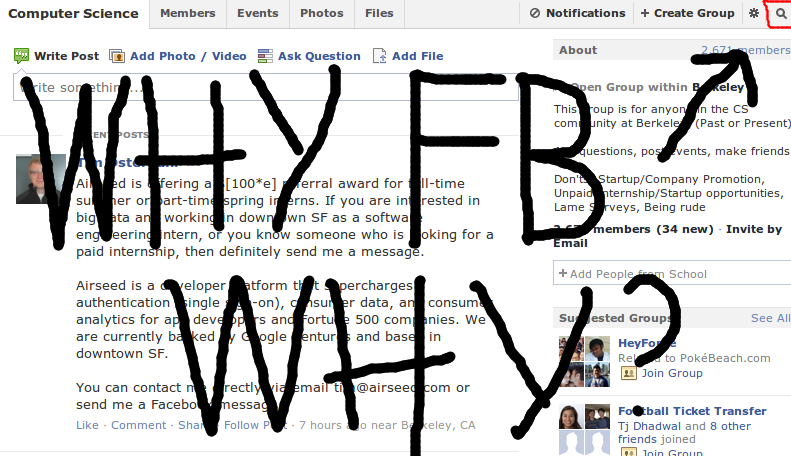 Computer Science Members Events Photos Files Notifications + Create Group
Write Post Add Photo / Video Ask Question Add File
About 2,671 members
Write something...
Open Group within Berkeley
WHY FB
RECENT POSTS
This group is for anyone in the CS
community at Berkeley (Past or Present)
questions, post events, make friends
Don'ts: Startup/Company Promotion,
Unpaid Internship/Startup opportunities,
Lame Surveys, Being rude
members (34 new) · Invite by
Email
+ Add People from School
Airseed is offering a $[100*e] referral award for full-time
summer or part-time spring interns. If you are interested in
big data and working in downtown SF as a software
engineering intern, or you know someone who is looking for a
paid internship, then definitely send me a message.
WHY?
Airseed is a developer platform that supercharges
authentication (single sign-on), consumer data, and consumer
analytics for app developers and Fortune 500 companies. We
are currently backed by Google Ventures and based in
downtown SF.
You can contact me directly via email tim@airseed.com or
send me a Facebook message.
Like · Comment · Share · Follow Post · 7 hours ago near Berkeley, CA
Suggested Groups See All
Related to PokéBeach.com
Join Group
Football Ticket Transfer
Tj Dhadwal and 8 other
friends joined
Join Group